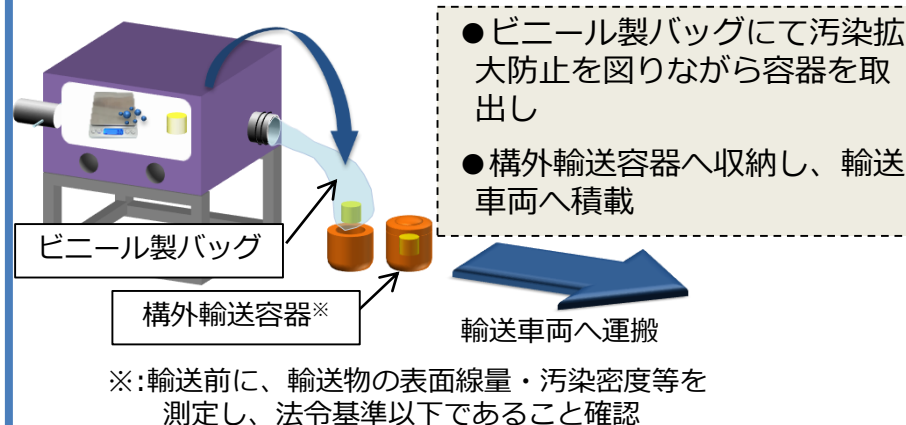 ●ビニール製バッグにて汚染拡
大防止を図りながら容器を取
出し
●構外輸送容器へ収納し、輸送
車両へ積載
ビニール製バッグ
構外輸送容器※
輸送車両へ運搬
※:輸送前に、輸送物の表面線量・汚染密度等を
測定し、法令基準以下であること確認